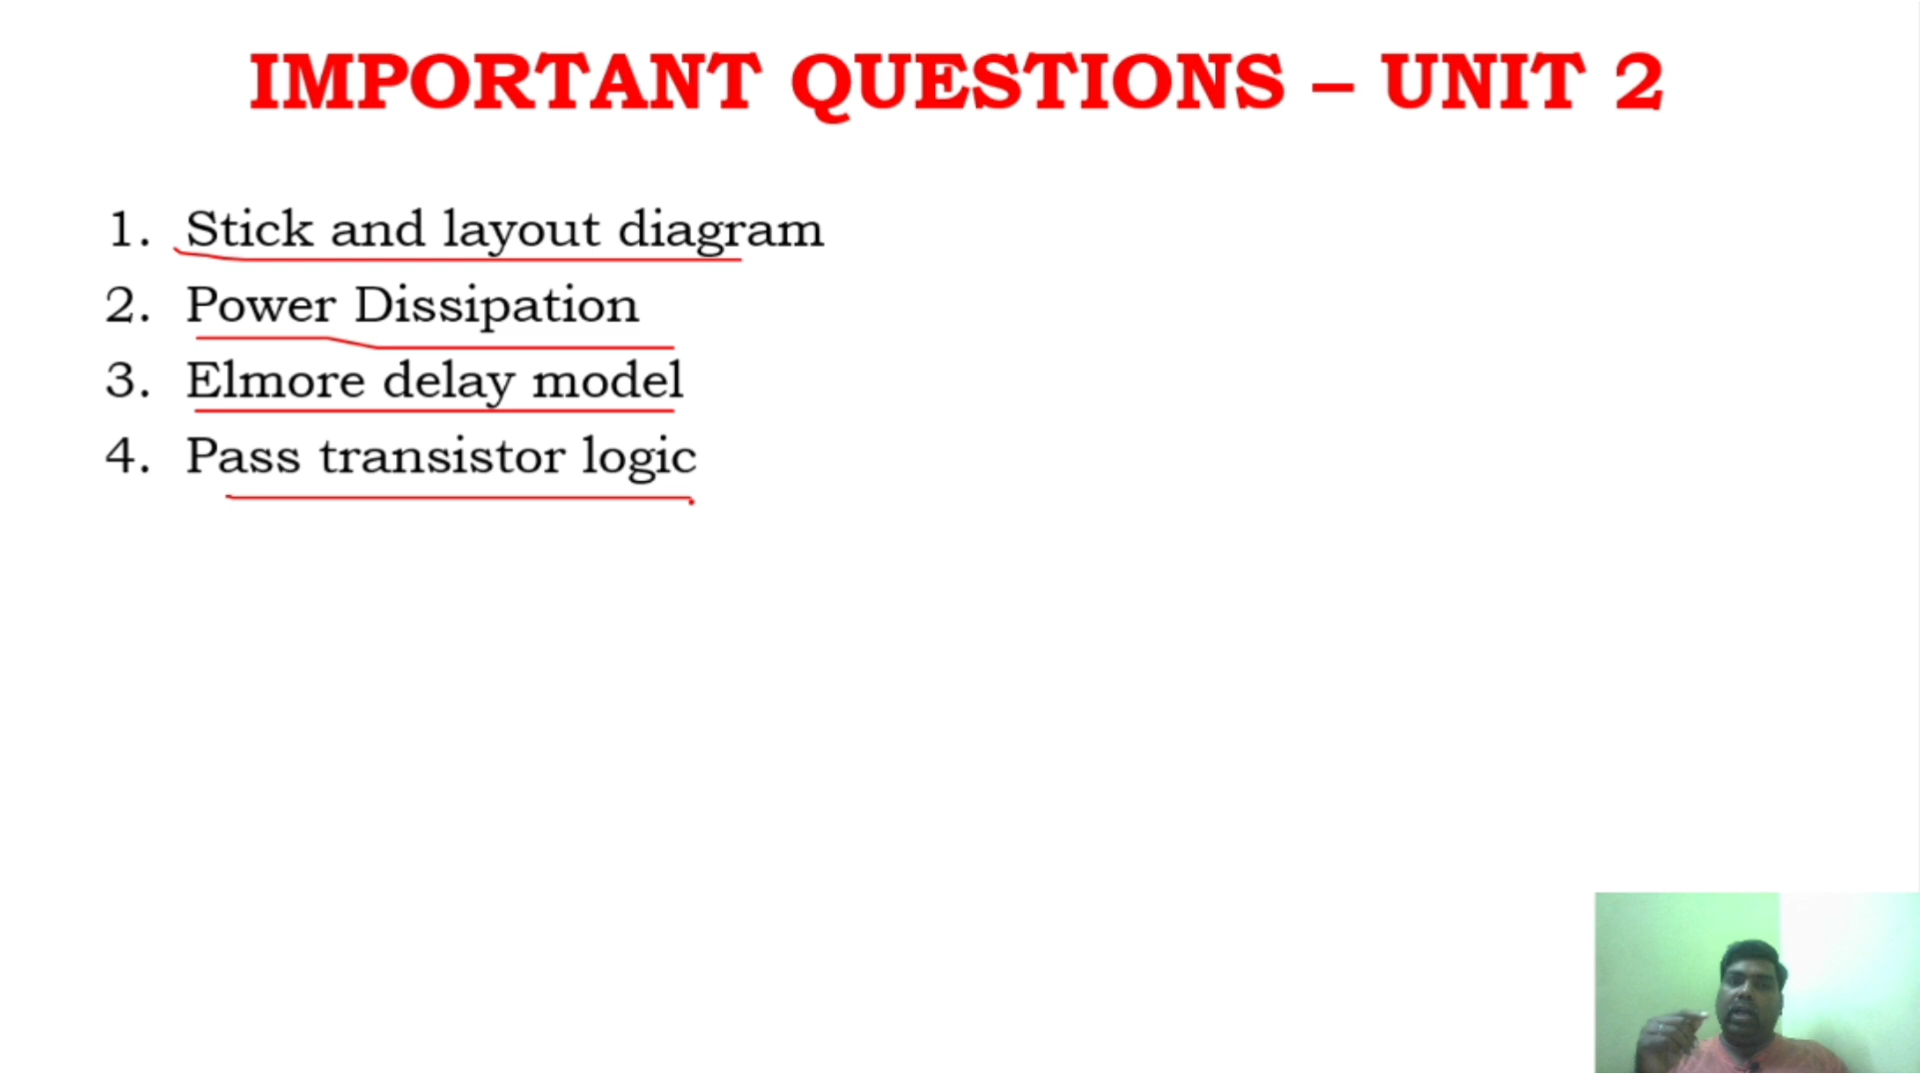 IMPORTANT QUESTIONS – UNIT 2
1. Stick and layout diagram
2. Power Dissipation
3. Elmore delay model
4. Pass transistor logic